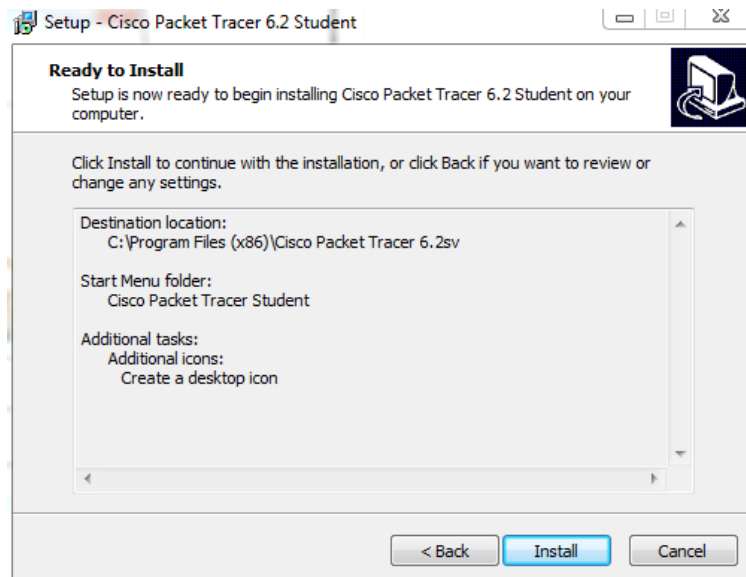 Setup - Cisco Packet Tracer 6.2 Student
Ready to Install
Setup is now ready to begin installing Cisco Packet Tracer 6.2 Student on your
computer.
Click Install to continue with the installation, or click Back if you want to review or
change any settings.
Destination location:
C:\Program Files (x86)\Cisco Packet Tracer 6.2sv
Start Menu folder:
Cisco Packet Tracer Student
Additional tasks:
Additional icons:
Create a desktop icon
< Back Install Cancel